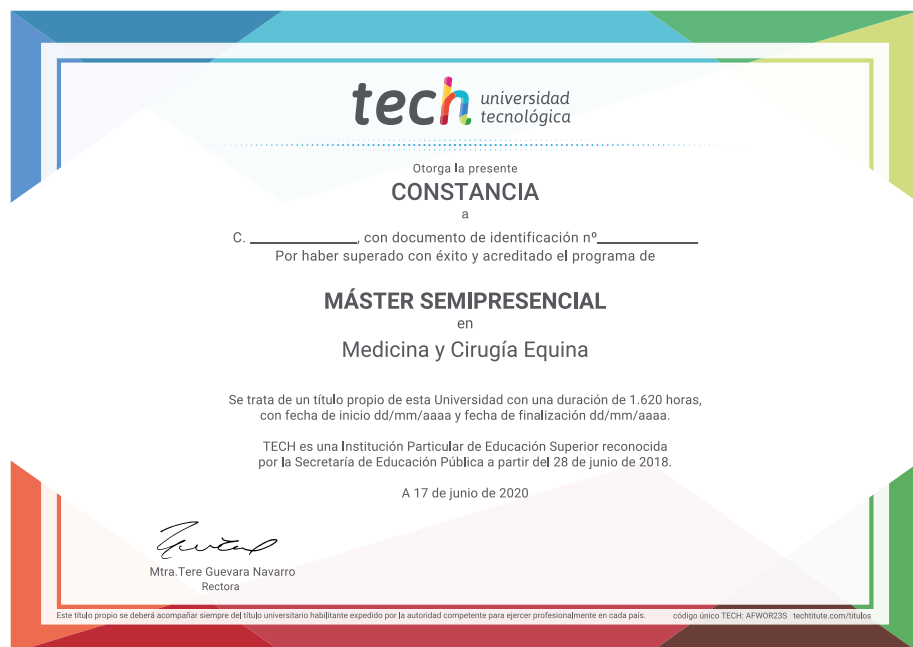 tech universidad
tecnológica
Otorga la presente
CONSTANCIA
a
C. ____________, con documento de identificación nº____________
Por haber superado con éxito y acreditado el programa de
MÁSTER SEMIPRESENCIAL
en
Medicina y Cirugía Equina
Se trata de un título propio de esta Universidad con una duración de 1.620 horas,
con fecha de inicio dd/mm/aaaa y fecha de finalización dd/mm/aaaa.
TECH es una Institución Particular de Educación Superior reconocida
por la Secretaría de Educación Pública a partir del 28 de junio de 2018.
A 17 de junio de 2020
Mtra.Tere Guevara Navarro
Rectora
Este título propio se deberá acompañar siempre del título universitario habilitante expedido por la autoridad competente para ejercer profesionalmente en cada país. código único TECH: AFWOR23S techtitute.com/titulos